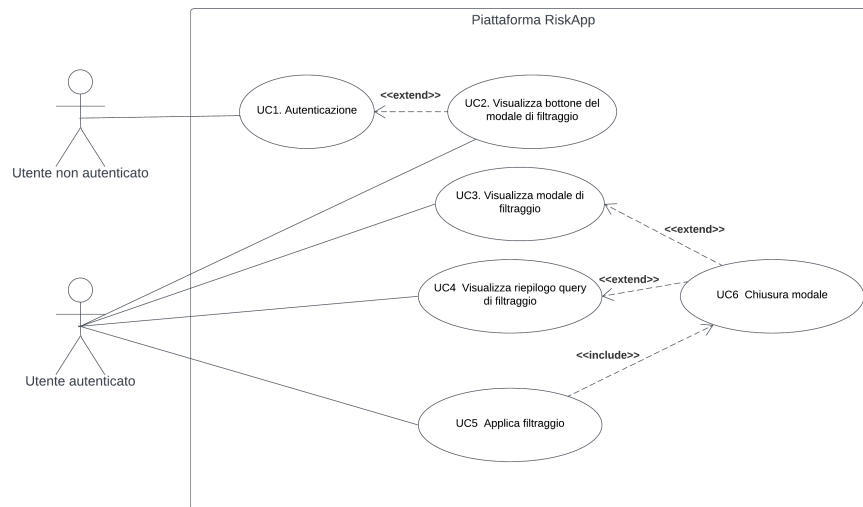 Piattaforma RiskApp
<<extend>>
UC1. Autenticazione
UC2. Visualizza bottone del
modale di filtraggio
Utente non autenticato
UC3. Visualizza modale di
filtraggio
<<extend>>
<<extend>>
UC4  Visualizza riepilogo query
di filtraggio
UC6  Chiusura modale
<<include>>
Utente autenticato
UC5  Applica filtraggio